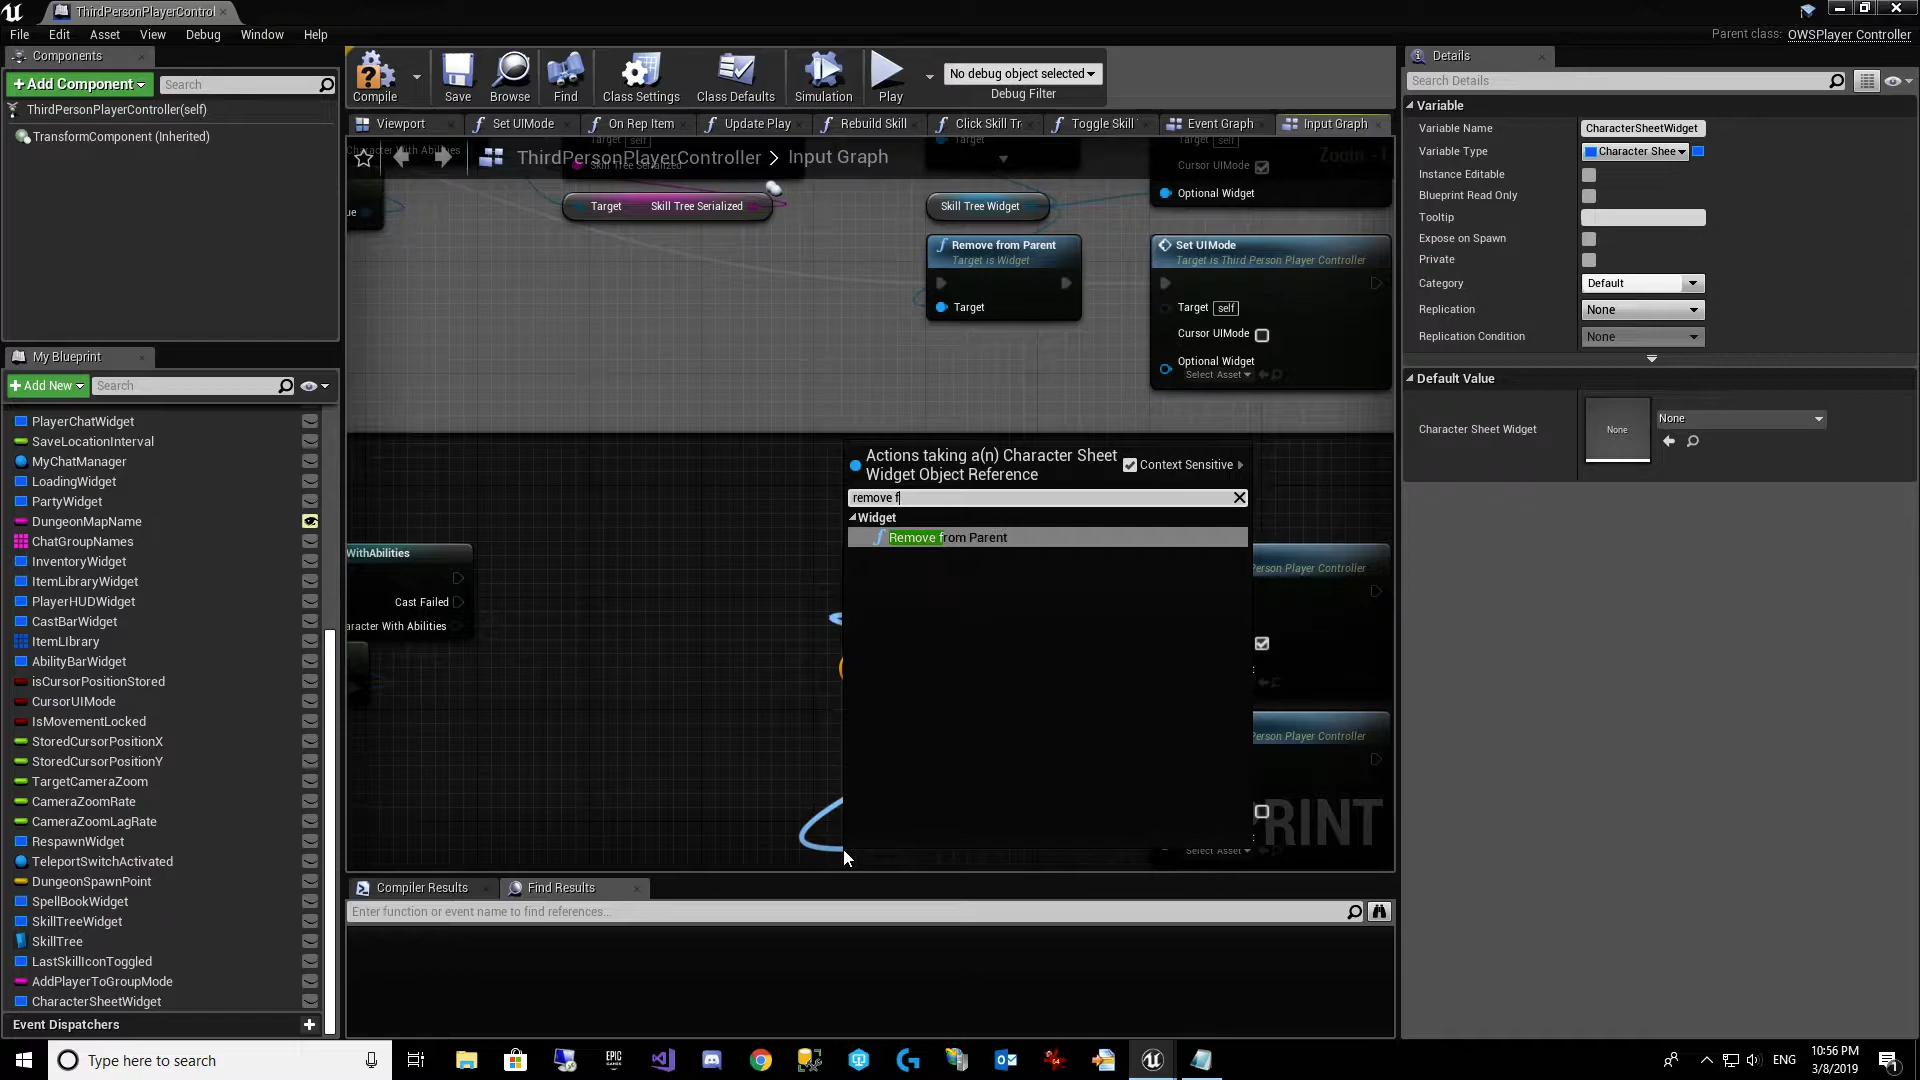 ThirdPersonPlayerControl
File Edit Asset View Debug Window Help
Parent class: OWSPlayer Controller
Components
+Add Component Search
ThirdPersonPlayerController(self)
TransformComponent (Inherited)
Compile Save Browse Find Class Settings Class Defaults Simulation Play
No debug object selected
Debug Filter
Viewport Set UIMode On Rep Item Update Play Rebuild Skill Click Skill Tr Toggle Skill Event Graph Input Graph
ThirdPersonPlayerController > Input Graph
Cursor UIMode
Optional Widget
Target Skill Tree Serialized
Skill Tree Widget
Remove from Parent
Target is Widget
Target
Set UIMode
Target is Third Person Player Controller
Target self
Cursor UIMode
Optional Widget
Select Asset
Actions taking a(n) Character Sheet
Widget Object Reference
Context Sensitive
remove f
Widget
Remove from Parent
WithAbilities
Cast Failed
aracter With Abilities
Person Player Controller
Person Player Controller
Select Asset
RINT
My Blueprint
+Add New Search
PlayerChatWidget
SaveLocationInterval
MyChatManager
LoadingWidget
PartyWidget
DungeonMapName
ChatGroupNames
InventoryWidget
ItemLibraryWidget
PlayerHUDWidget
CastBarWidget
ItemLIbrary
AbilityBarWidget
isCursorPositionStored
CursorUIMode
IsMovementLocked
StoredCursorPositionX
StoredCursorPositionY
TargetCameraZoom
CameraZoomRate
CameraZoomLagRate
RespawnWidget
TeleportSwitchActivated
DungeonSpawnPoint
SpellBookWidget
SkillTreeWidget
SkillTree
LastSkillIconToggled
AddPlayerToGroupMode
CharacterSheetWidget
Event Dispatchers
Compiler Results Find Results
Enter function or event name to find references...
Details
Search Details
Variable
Variable Name CharacterSheetWidget
Variable Type Character Shee
Instance Editable
Blueprint Read Only
Tooltip
Expose on Spawn
Private
Category Default
Replication None
Replication Condition None
Default Value
Character Sheet Widget None None
Type here to search
ENG
10:56 PM
3/8/2019